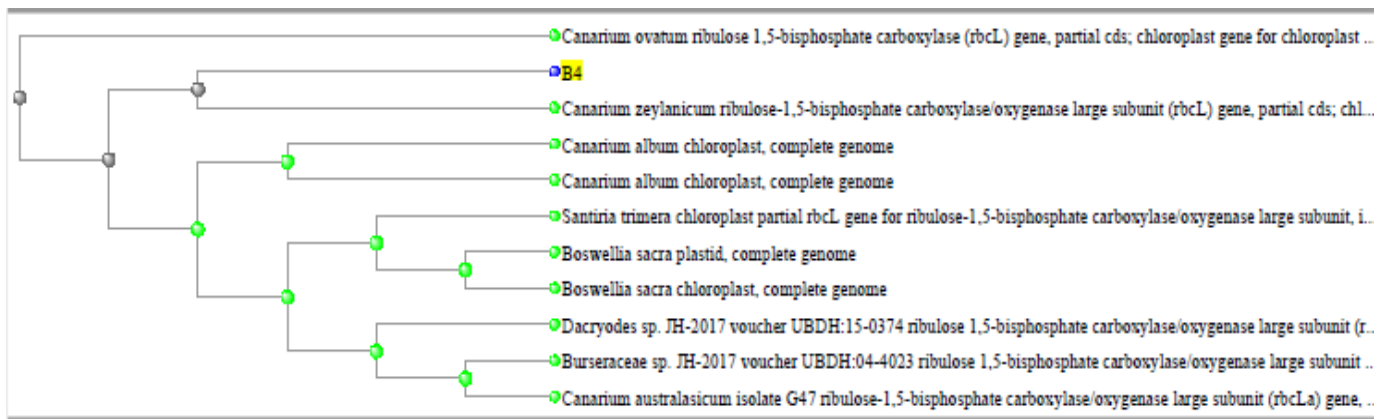 Canarium ovatum ribulose 1,5-bisphosphate carboxylase (rbcL) gene, partial cds; chloroplast gene for chloroplast ...
B4
Canarium zeylanicum ribulose-1,5-bisphosphate carboxylase/oxygenase large subunit (rbcL) gene, partial cds; chl...
Canarium album chloroplast, complete genome
Canarium album chloroplast, complete genome
Santiria trimera chloroplast partial rbcL gene for ribulose-1,5-bisphosphate carboxylase/oxygenase large subunit, i...
Boswellia sacra plastid, complete genome
Boswellia sacra chloroplast, complete genome
Dacryodes sp. JH-2017 voucher UBDH:15-0374 ribulose 1,5-bisphosphate carboxylase/oxygenase large subunit (r...
Burseraceae sp. JH-2017 voucher UBDH:04-4023 ribulose 1,5-bisphosphate carboxylase/oxygenase large subunit ...
Canarium australasicum isolate G47 ribulose-1,5-bisphosphate carboxylase/oxygenase large subunit (rbcLa) gene, ...